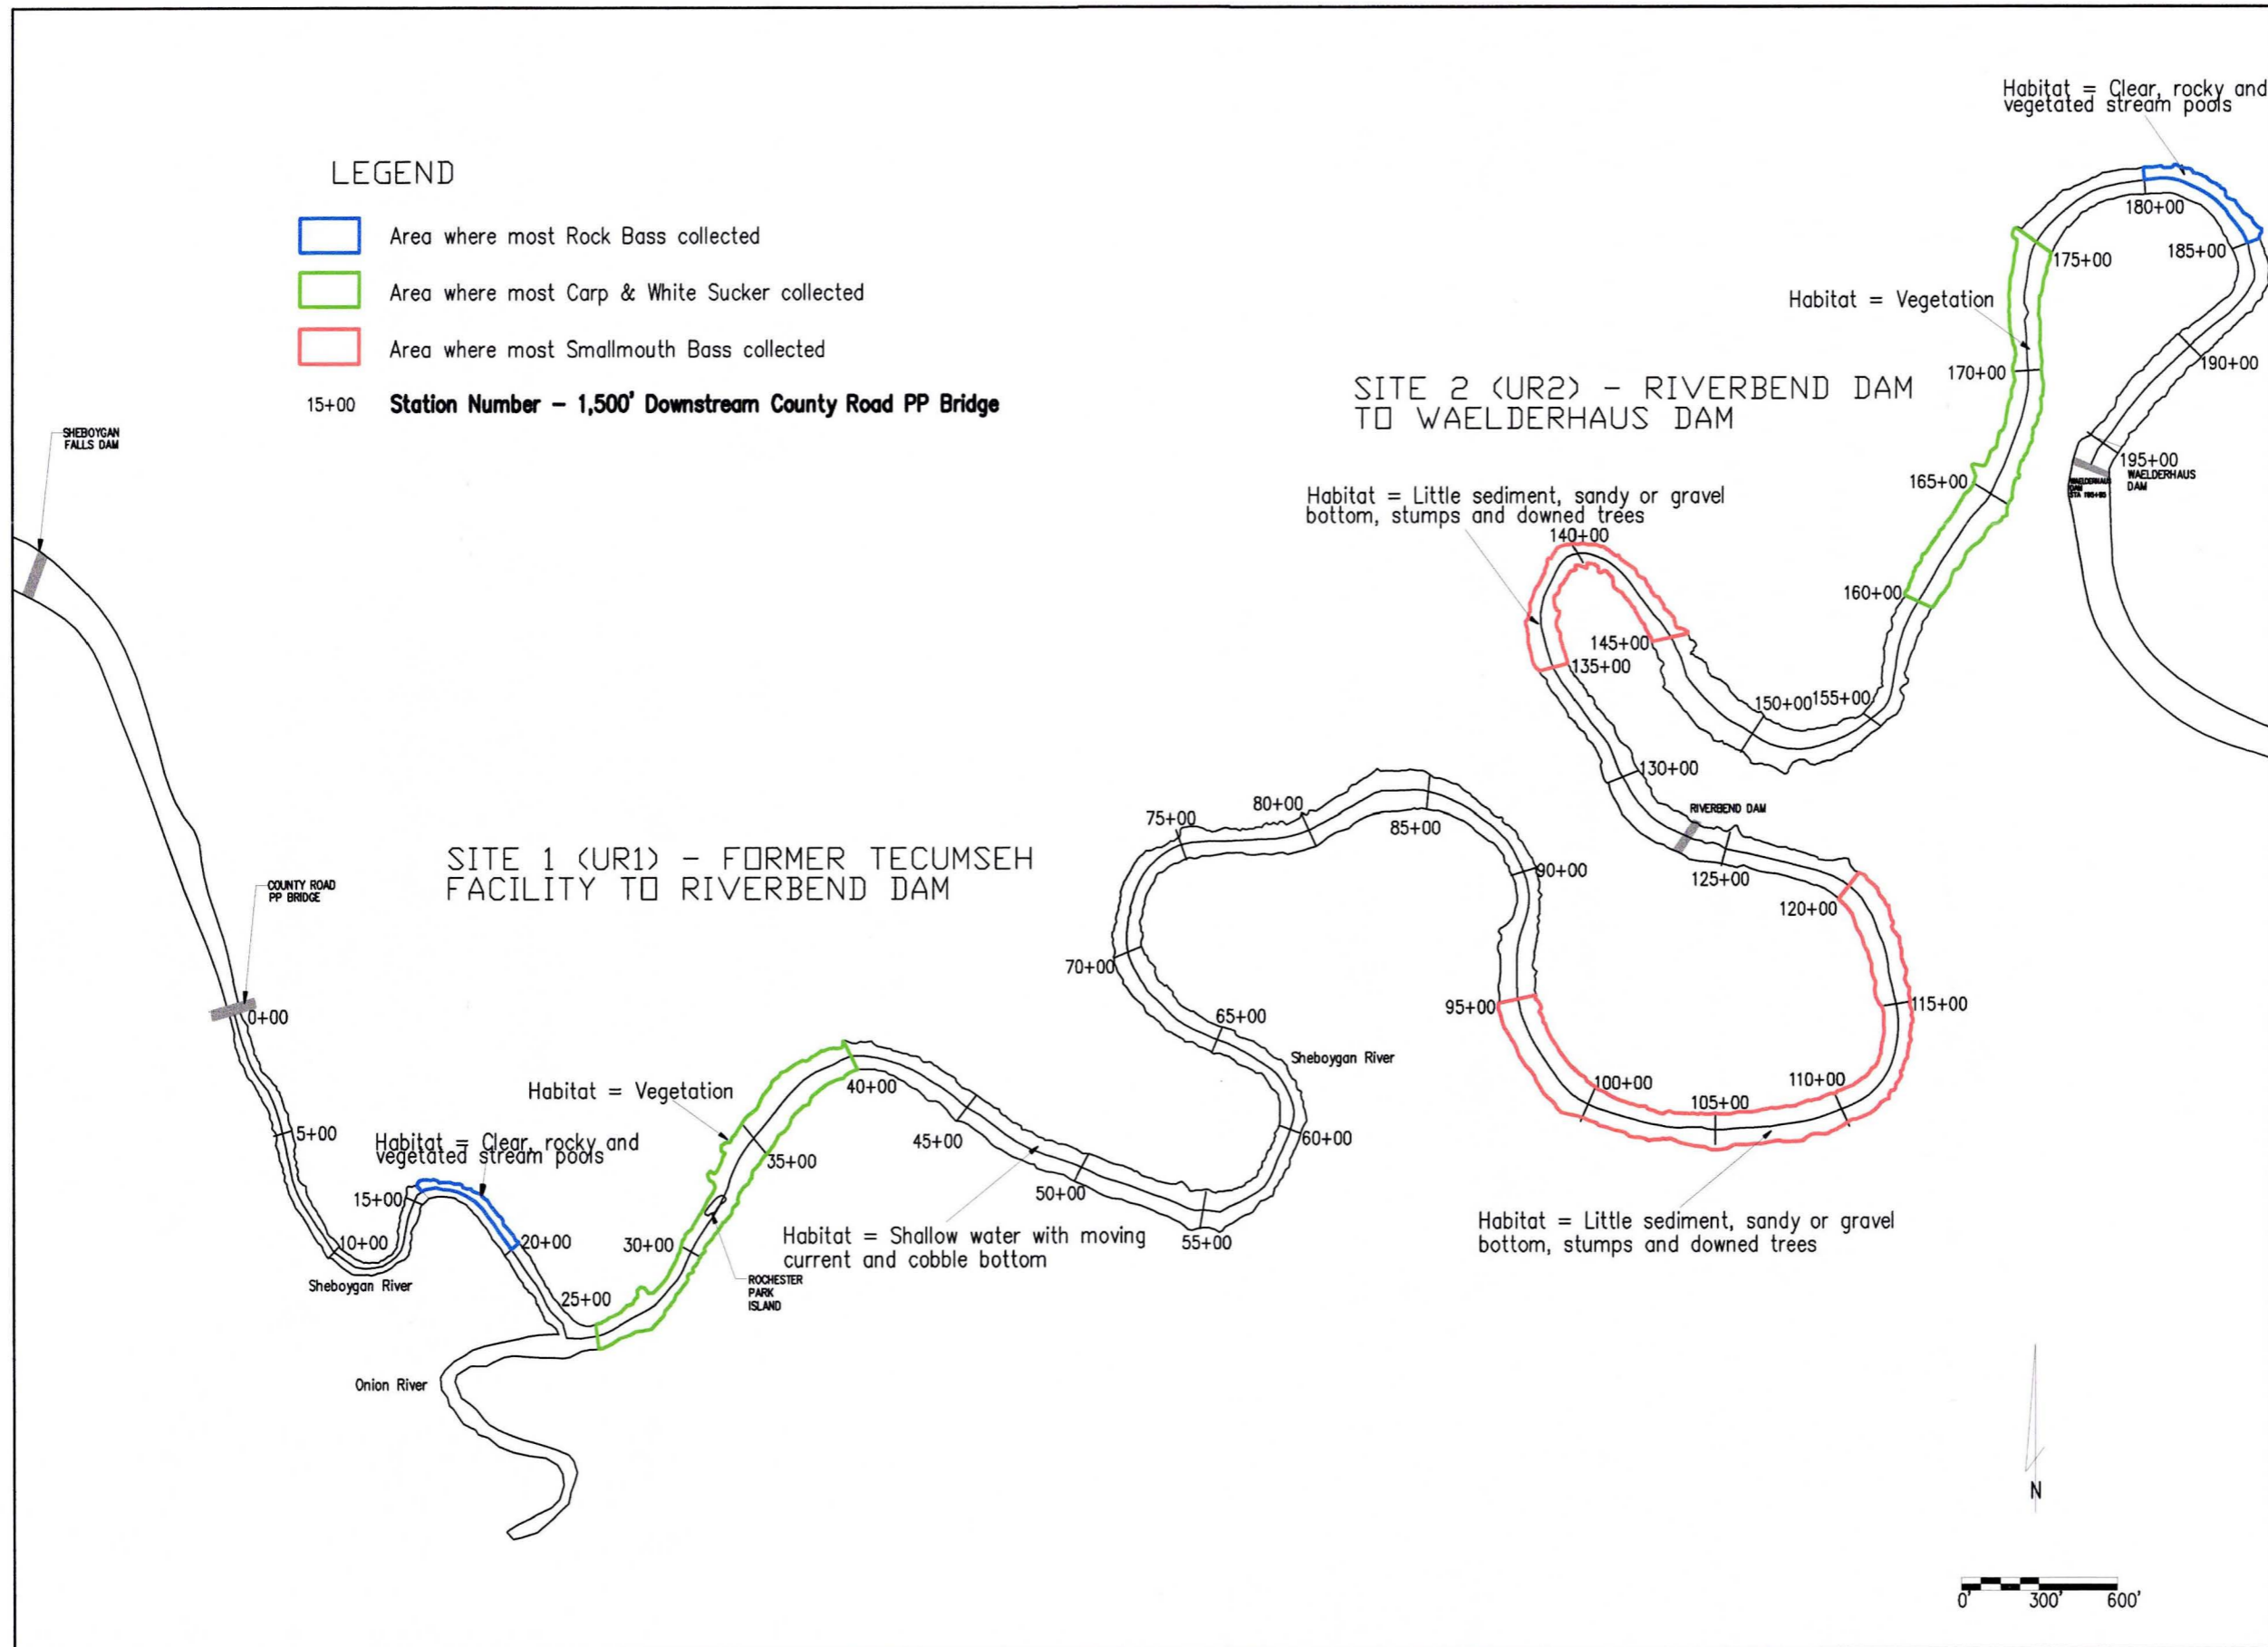 Habitat = Clear, rocky and
vegetated stream pools
LEGEND
Area where most Rock Bass collected
Area where most Carp & White Sucker collected
Area where most Smallmouth Bass collected
15+00 Station Number - 1,500' Downstream County Road PP Bridge
SHEBOYGAN
FALLS DAM
180+00
185+00
175+00
Habitat = Vegetation
190+00
170+00
SITE 2 (UR2) - RIVERBEND DAM
TO WAELDERHAUS DAM
195+00
WAELDERHAUS
DAM
WAELDERHAUS
DAM
165+00
Habitat = Little sediment, sandy or gravel
bottom, stumps and downed trees
140+00
160+00
145+00
135+00
150+00
155+00
130+00
RIVERBEND DAM
80+00
75+00
85+00
SITE 1 (UR1) - FORMER TECUMSEH
FACILITY TO RIVERBEND DAM
90+00
125+00
COUNTY ROAD
PP BRIDGE
120+00
70+00
95+00
115+00
0+00
65+00
Sheboygan River
Habitat = Vegetation
40+00
100+00
110+00
105+00
5+00
45+00
60+00
Habitat = Clear, rocky and
vegetated stream pools
35+00
50+00
15+00
10+00
20+00
30+00
Habitat = Shallow water with moving
current and cobble bottom
55+00
Habitat = Little sediment, sandy or gravel
bottom, stumps and downed trees
Sheboygan River
ROCHESTER
PARK
ISLAND
25+00
Onion River
N
0' 300' 600'